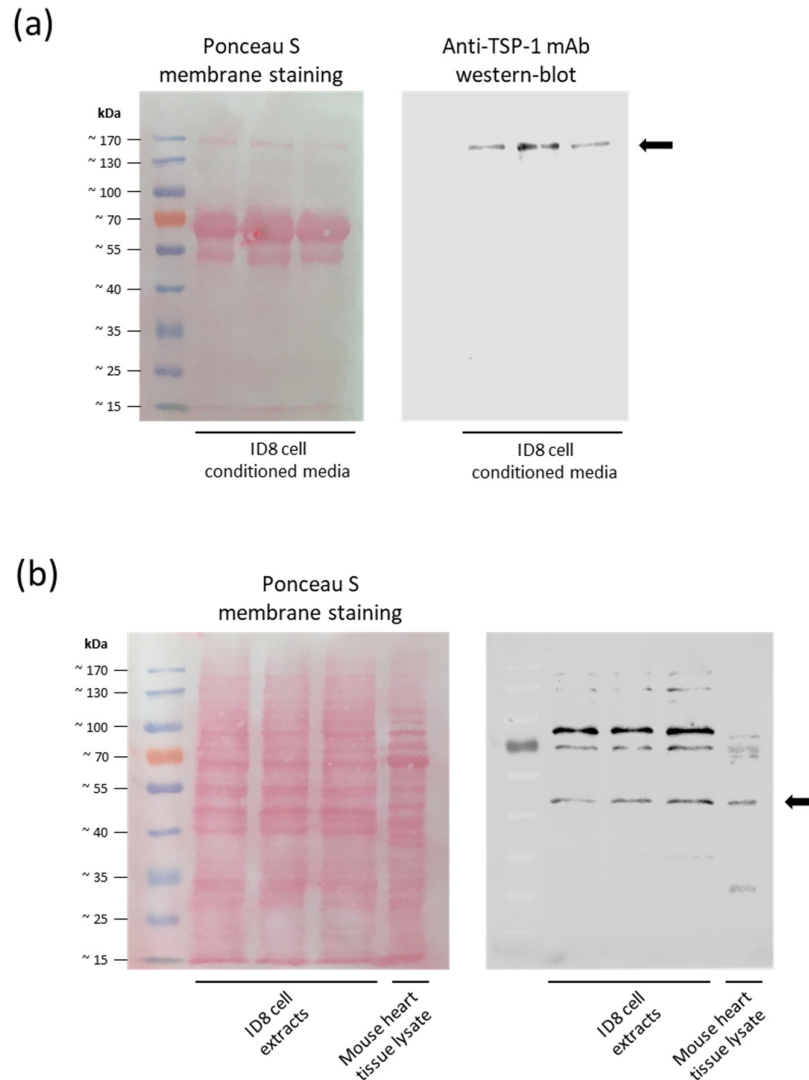 (a)
Ponceau S
membrane staining
Anti-TSP-1 mAb
western-blot
kDa
~ 170
~ 130
~ 100
~ 70
~ 55
~ 40
~ 35
~ 25
~ 15
ID8 cell
conditioned media
ID8 cell
conditioned media
(b)
Ponceau S
membrane staining
kDa
~ 170
~ 130
~ 100
~ 70
~ 55
~ 40
~ 35
~ 25
~ 15
ID8 cell
extracts
Mouse heart
tissue lysate
ID8 cell
extracts
Mouse heart
tissue lysate